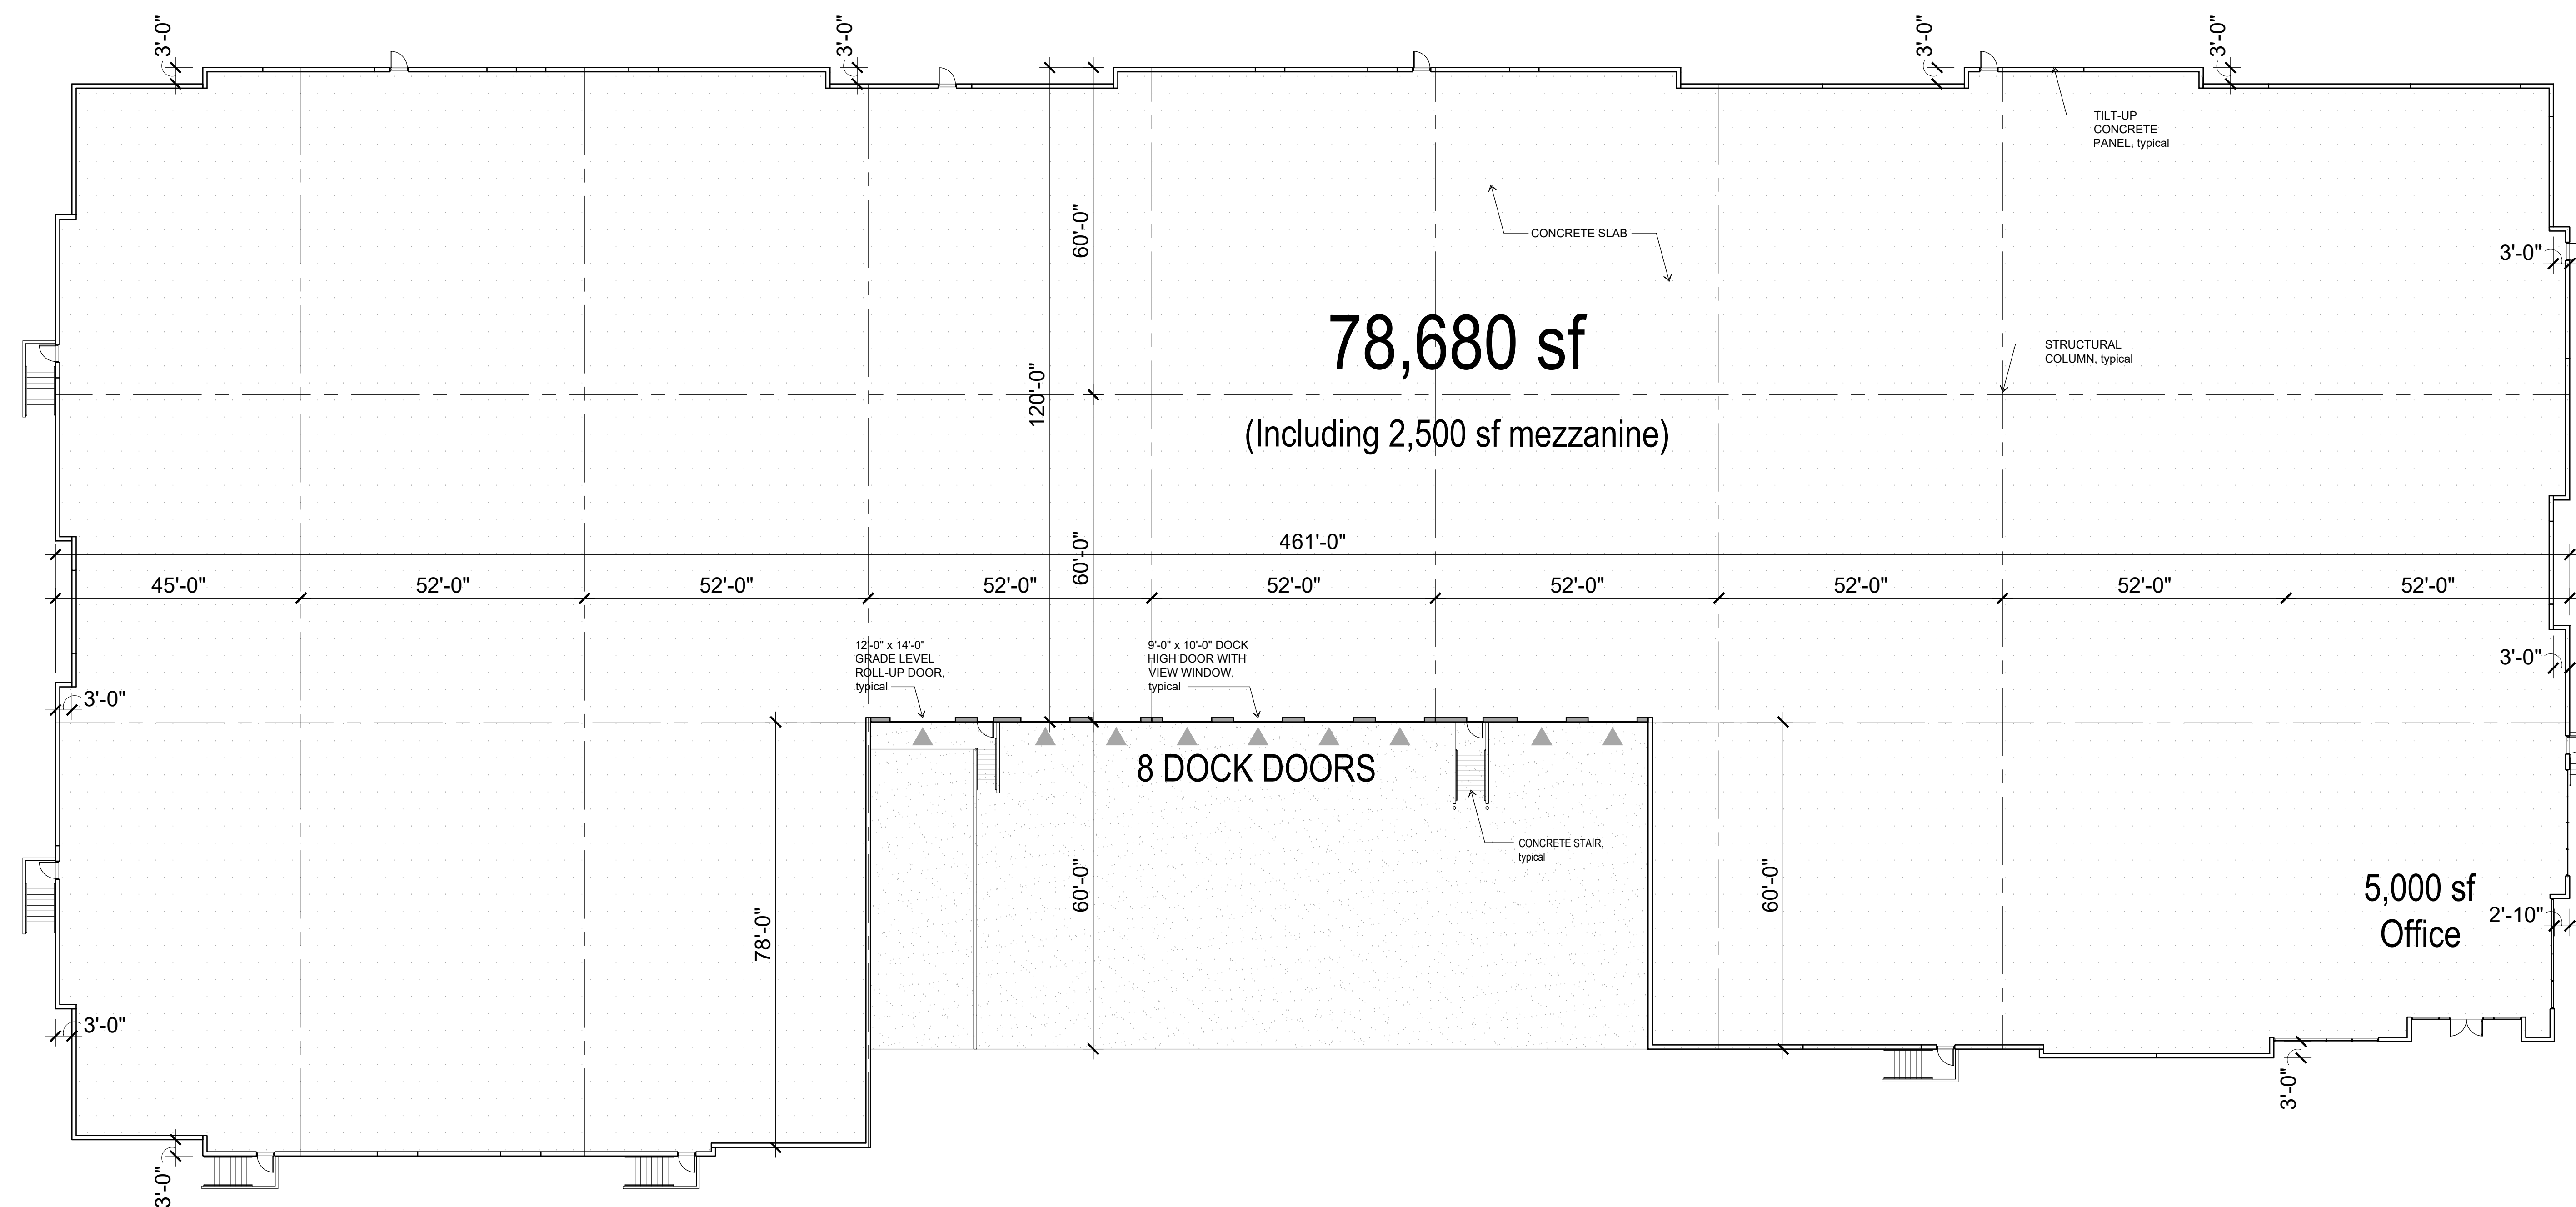 3'-0"
3'-0"
3'-0"
3'-0"
TILT-UP
CONCRETE
PANEL, typical
60'-0"
CONCRETE SLAB
3'-0"
78,680 sf
(Including 2,500 sf mezzanine)
STRUCTURAL
COLUMN, typical
120'-0"
60'-0"
461'-0"
45'-0"
52'-0"
52'-0"
52'-0"
52'-0"
52'-0"
52'-0"
52'-0"
52'-0"
12'-0" x 14'-0"
GRADE LEVEL
ROLL-UP DOOR,
typical
9'-0" x 10'-0" DOCK
HIGH DOOR WITH
VIEW WINDOW,
typical
3'-0"
3'-0"
8 DOCK DOORS
CONCRETE STAIR,
typical
78'-0"
60'-0"
60'-0"
5,000 sf
Office
2'-10"
3'-0"
3'-0"
3'-0"